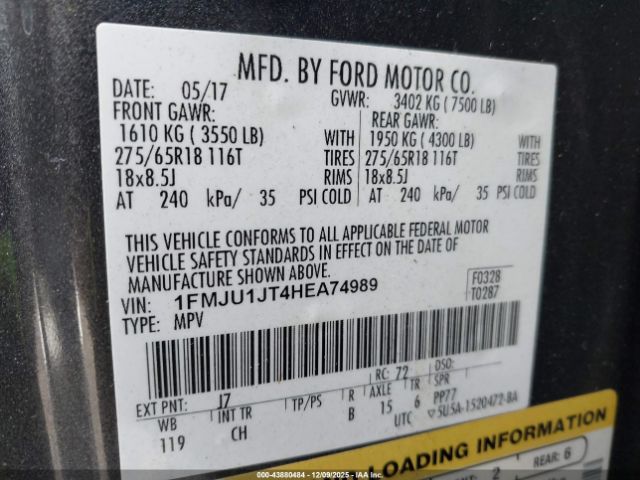 MFD. BY FORD MOTOR CO.
DATE: 05/17 GVWR: 3402 KG ( 7500 LB)
FRONT GAWR: REAR GAWR:
1610 KG ( 3550 LB) WITH 1950 KG ( 4300 LB)
275/65R18 116T TIRES 275/65R18 116T
18x8.5J RIMS 18x8.5J
AT 240 kPa/ 35 PSI COLD AT 240 kPa/ 35 PSI COLD
THIS VEHICLE CONFORMS TO ALL APPLICABLE FEDERAL MOTOR
VEHICLE SAFETY STANDARDS IN EFFECT ON THE DATE OF
MANUFACTURE SHOWN ABOVE.
VIN: 1FMJU1JT4HEA74989 F0328
TYPE: MPV T0287
EXT PNT: J7 RC: 72 DSO:
WB INT TR TP/PS R AXLE TR SPR
119 CH B 15 6 PP77
UTC ▽5U5A-1520472-BA
LOADING INFORMATION
2 REAR: 6
000-43880484 - 12/09/2025 - IAA Inc.